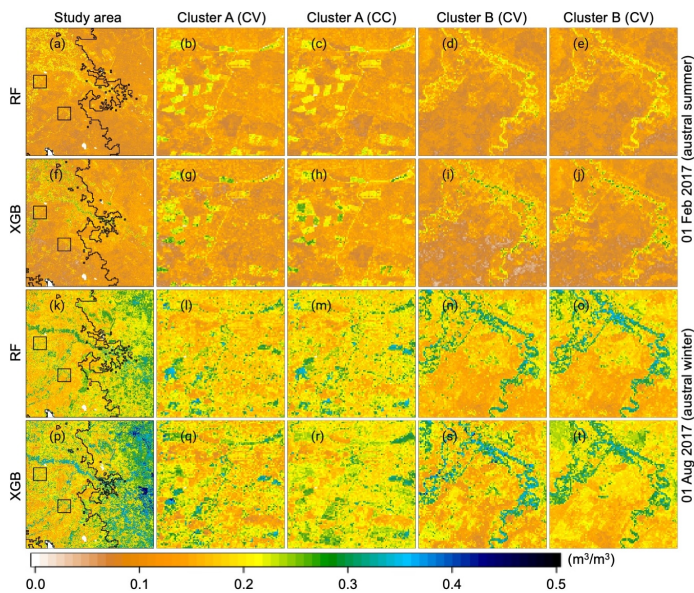 Study area Cluster A (CV) Cluster A (CC) Cluster B (CV) Cluster B (CV)
RF (a) (b) (c) (d) (e)
XGB (f) (g) (h) (i) (j)
01 Feb 2017 (austral summer)
RF (k) (l) (m) (n) (o)
XGB (p) (q) (r) (s) (t)
01 Aug 2017 (austral winter)
(m³/m³)
0.0 0.1 0.2 0.3 0.4 0.5